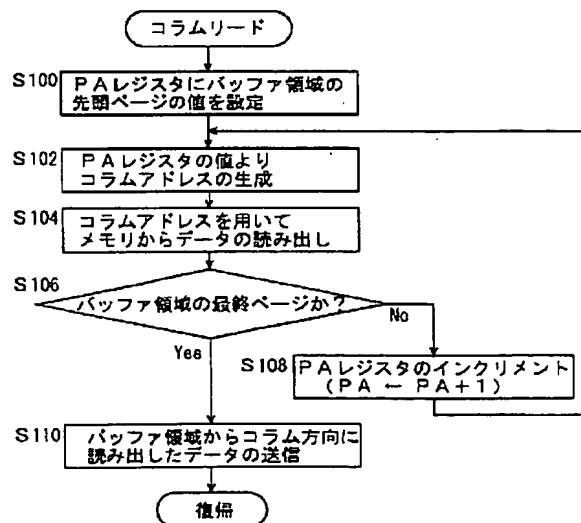 コラムリード
S100
PAレジスタにバッファ領域の
先頭ページの値を設定
S102
PAレジスタの値より
コラムアドレスの生成
S104
コラムアドレスを用いて
メモリからデータの読み出し
S106
バッファ領域の最終ページか?
No
Yes
S108
PAレジスタのインクリメント
(PA ← PA+1)
S110
バッファ領域からコラム方向に
読み出したデータの送信
復帰